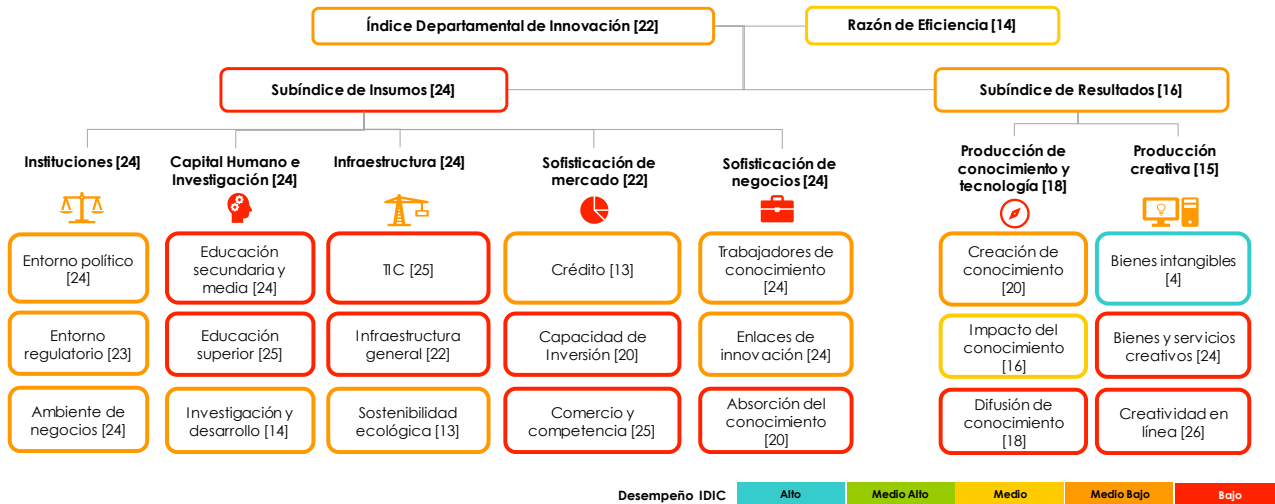 Índice Departamental de Innovación [22]
Razón de Eficiencia [14]
Subíndice de Insumos [24]
Subíndice de Resultados [16]
Instituciones [24]
Capital Humano e
Investigación [24]
Infraestructura [24]
Sofisticación de
mercado [22]
Sofisticación de
negocios [24]
Producción de
conocimiento y
tecnología [18]
Producción
creativa [15]
Entorno político
[24]
Educación
secundaria y
media [24]
TIC [25]
Crédito [13]
Trabajadores de
conocimiento
[24]
Creación de
conocimiento
[20]
Bienes intangibles
[4]
Entorno
regulatorio [23]
Educación
superior [25]
Infraestructura
general [22]
Capacidad de
Inversión [20]
Enlaces de
innovación [24]
Impacto del
conocimiento
[16]
Bienes y servicios
creativos [24]
Ambiente de
negocios [24]
Investigación y
desarrollo [14]
Sostenibilidad
ecológica [13]
Comercio y
competencia [25]
Absorción del
conocimiento
[20]
Difusión de
conocimiento
[18]
Creatividad en
línea [26]
Desempeño IDIC
Alto
Medio Alto
Medio
Medio Bajo
Bajo